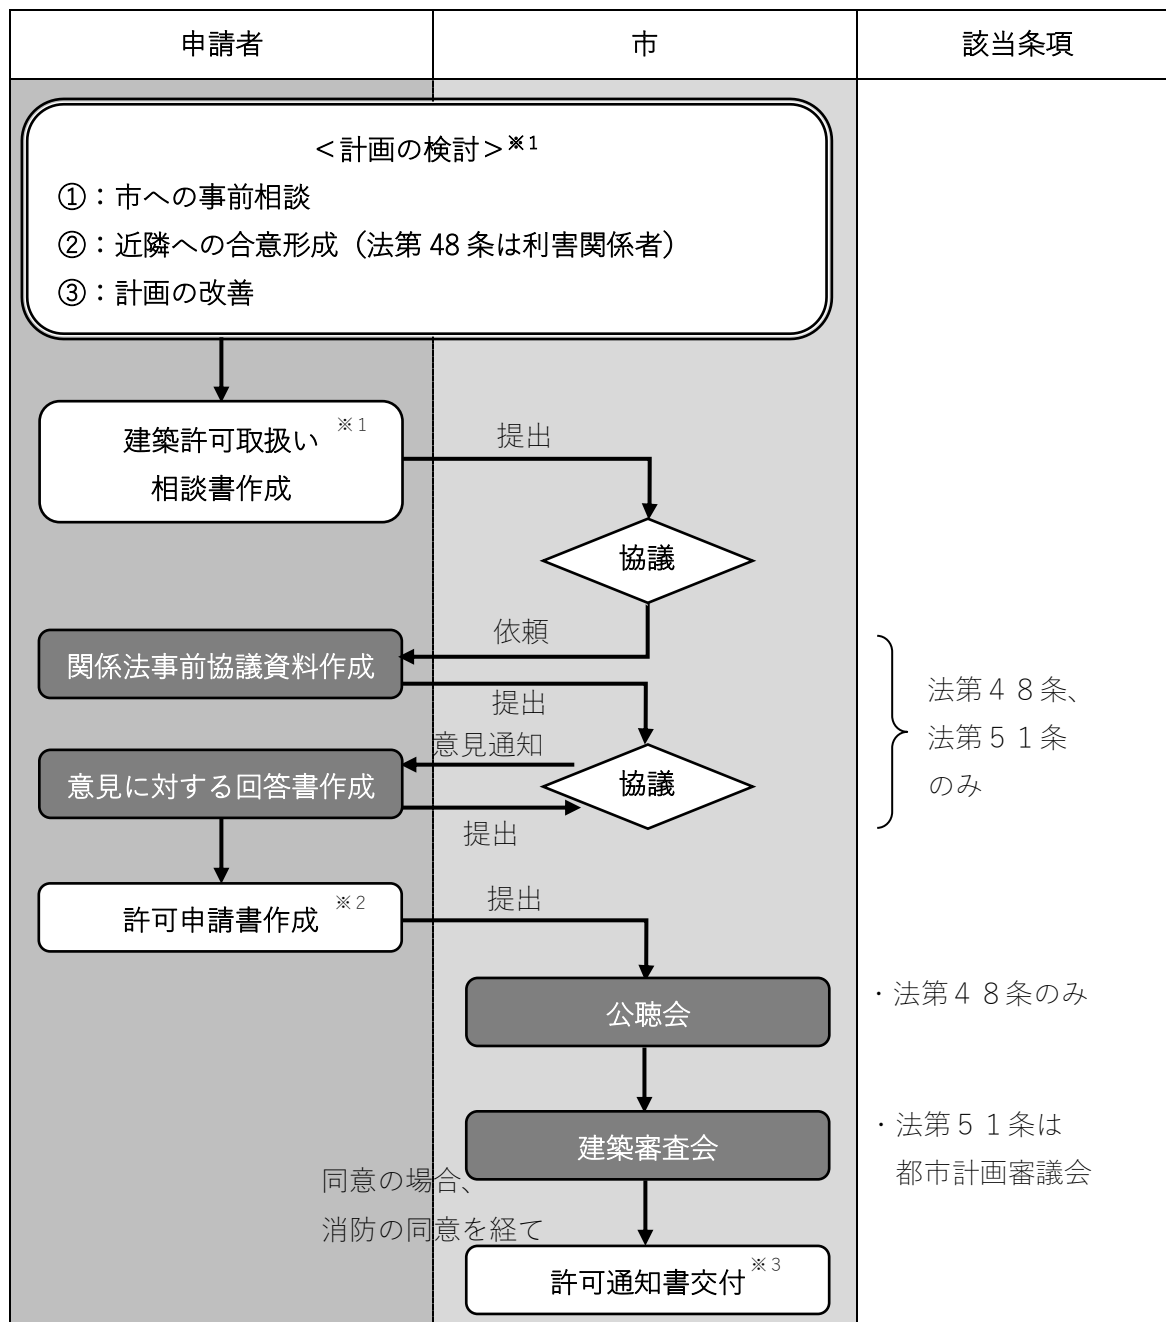 申請者
市
該当条項
＜計画の検討＞※1
①：市への事前相談
②：近隣への合意形成（法第 48 条は利害関係者）
③：計画の改善
建築許可取扱い ※1
相談書作成
提出
協議
依頼
関係法事前協議資料作成
提出
意見通知
意見に対する回答書作成
協議
提出
法第４８条、
法第５１条
のみ
許可申請書作成 ※2
提出
公聴会
・法第４８条のみ
建築審査会
・法第５１条は
都市計画審議会
同意の場合、
消防の同意を経て
許可通知書交付 ※3